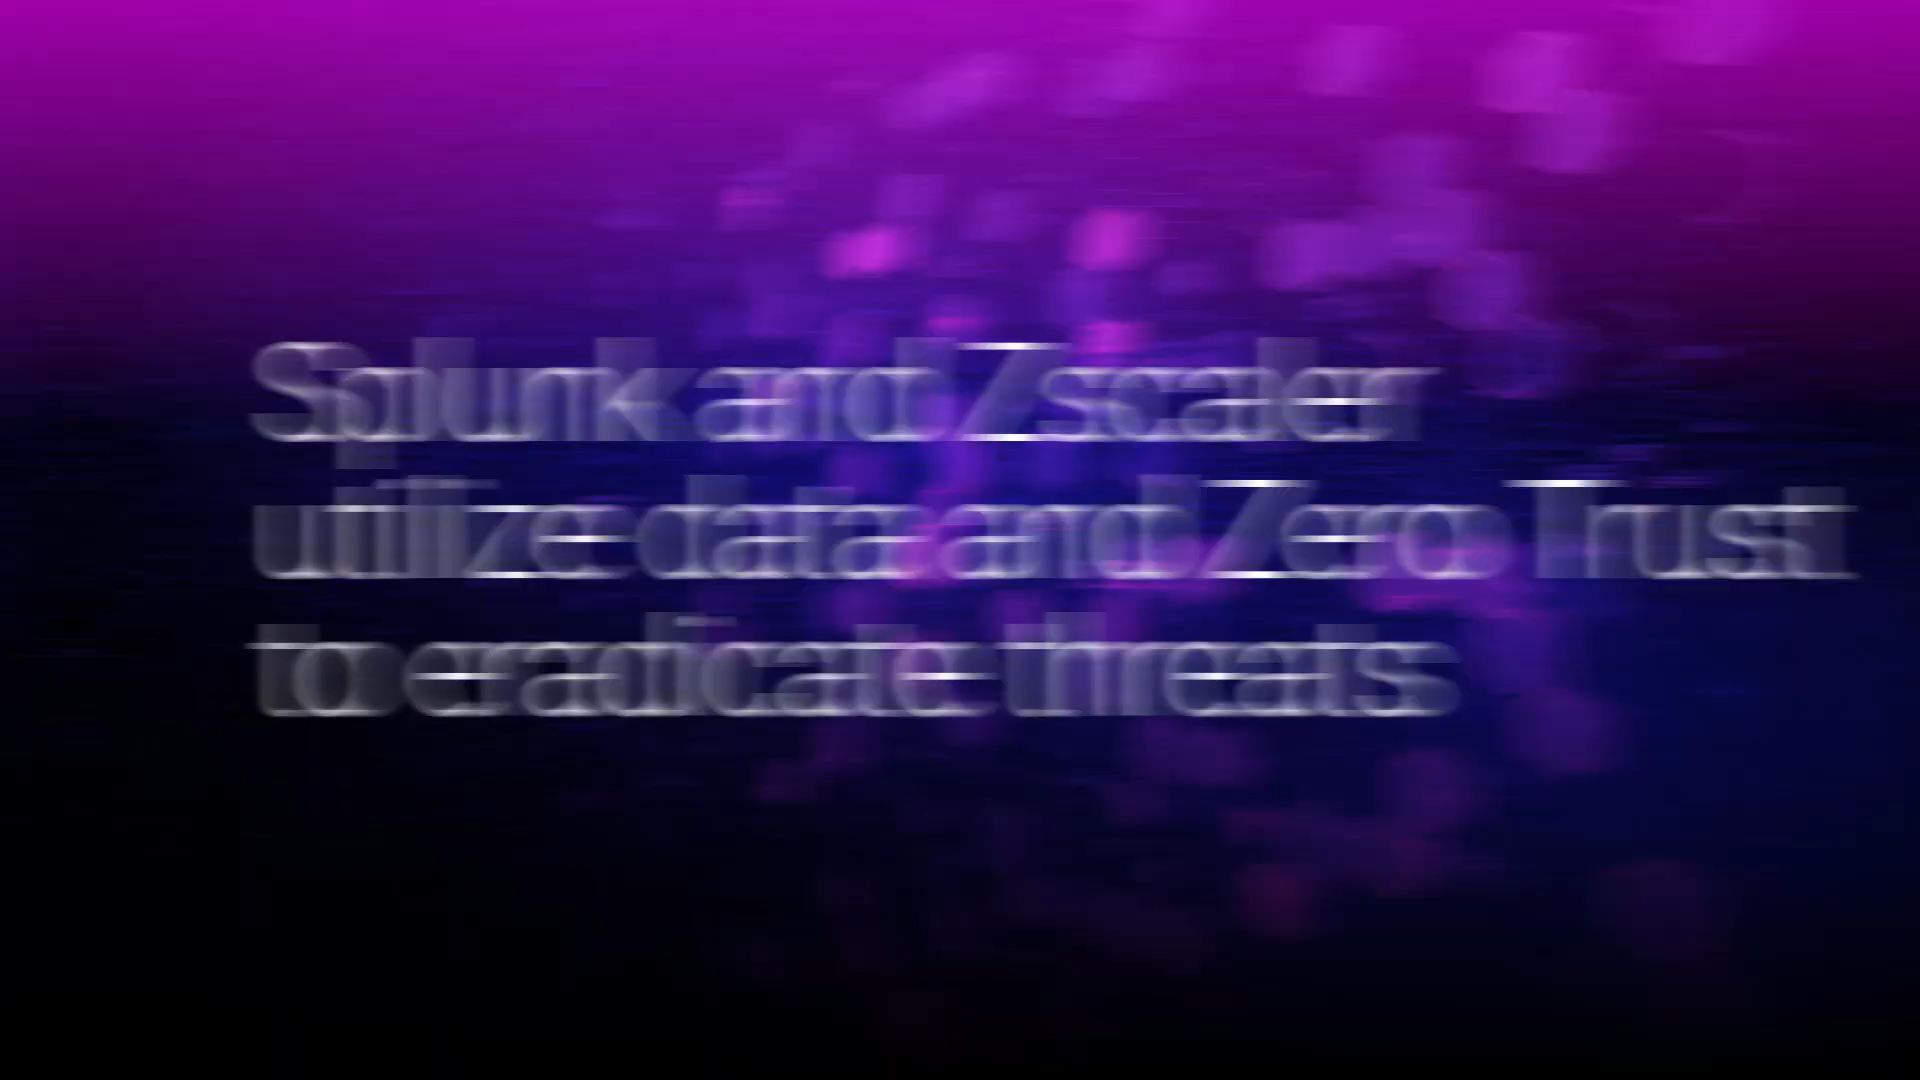 Splunk and Zscaler
utilize data and Zero Trust
to eradicate threats